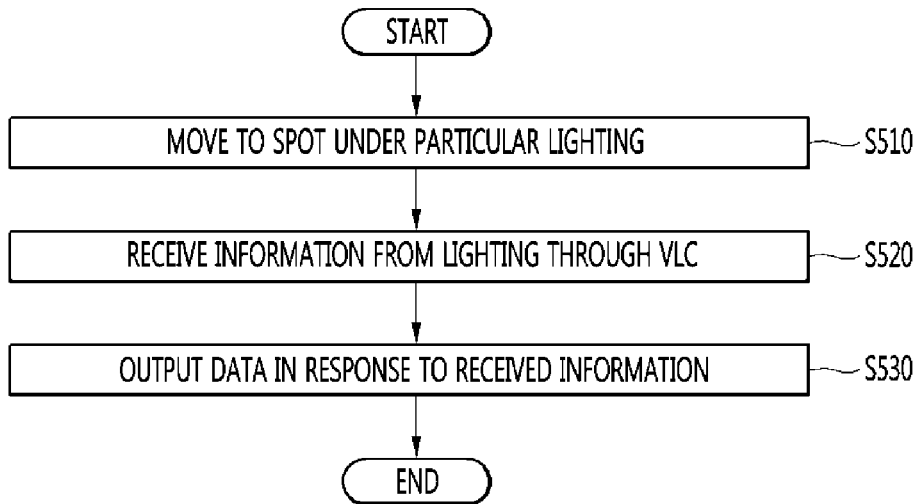 START
MOVE TO SPOT UNDER PARTICULAR LIGHTING
S510
RECEIVE INFORMATION FROM LIGHTING THROUGH VLC
S520
OUTPUT DATA IN RESPONSE TO RECEIVED INFORMATION
S530
END